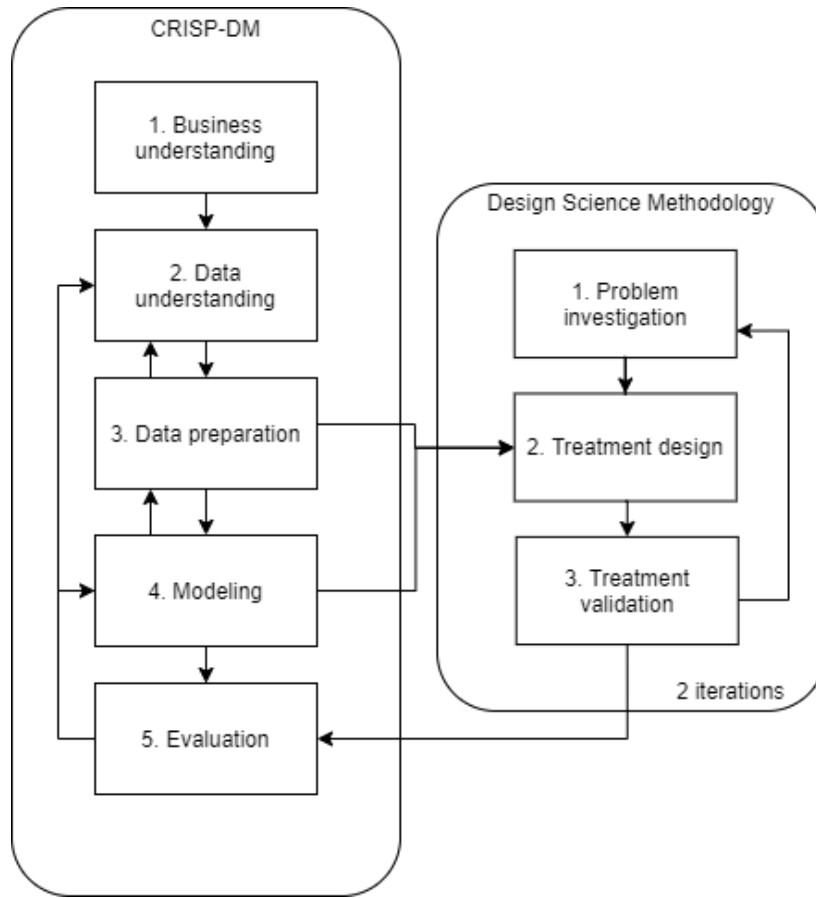 CRISP-DM
1. Business
understanding
2. Data
understanding
3. Data preparation
4. Modeling
5. Evaluation
Design Science Methodology
1. Problem
investigation
2. Treatment design
3. Treatment
validation
2 iterations